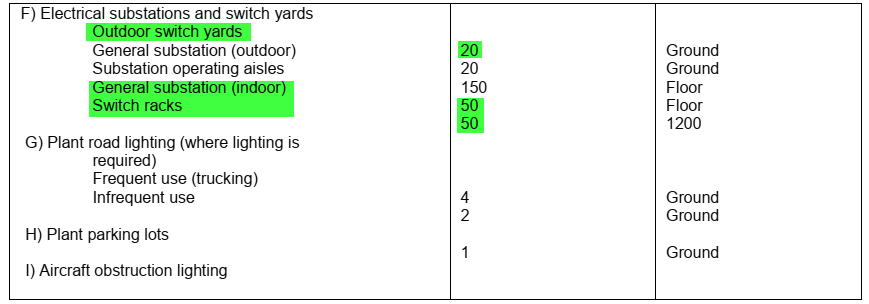 F) Electrical substations and switch yards
Outdoor switch yards
General substation (outdoor) 20 Ground
Substation operating aisles 20 Ground
General substation (indoor) 150 Floor
Switch racks 50 Floor
50 1200
G) Plant road lighting (where lighting is
required)
Frequent use (trucking)
Infrequent use 4 Ground
2 Ground
H) Plant parking lots
1 Ground
I) Aircraft obstruction lighting